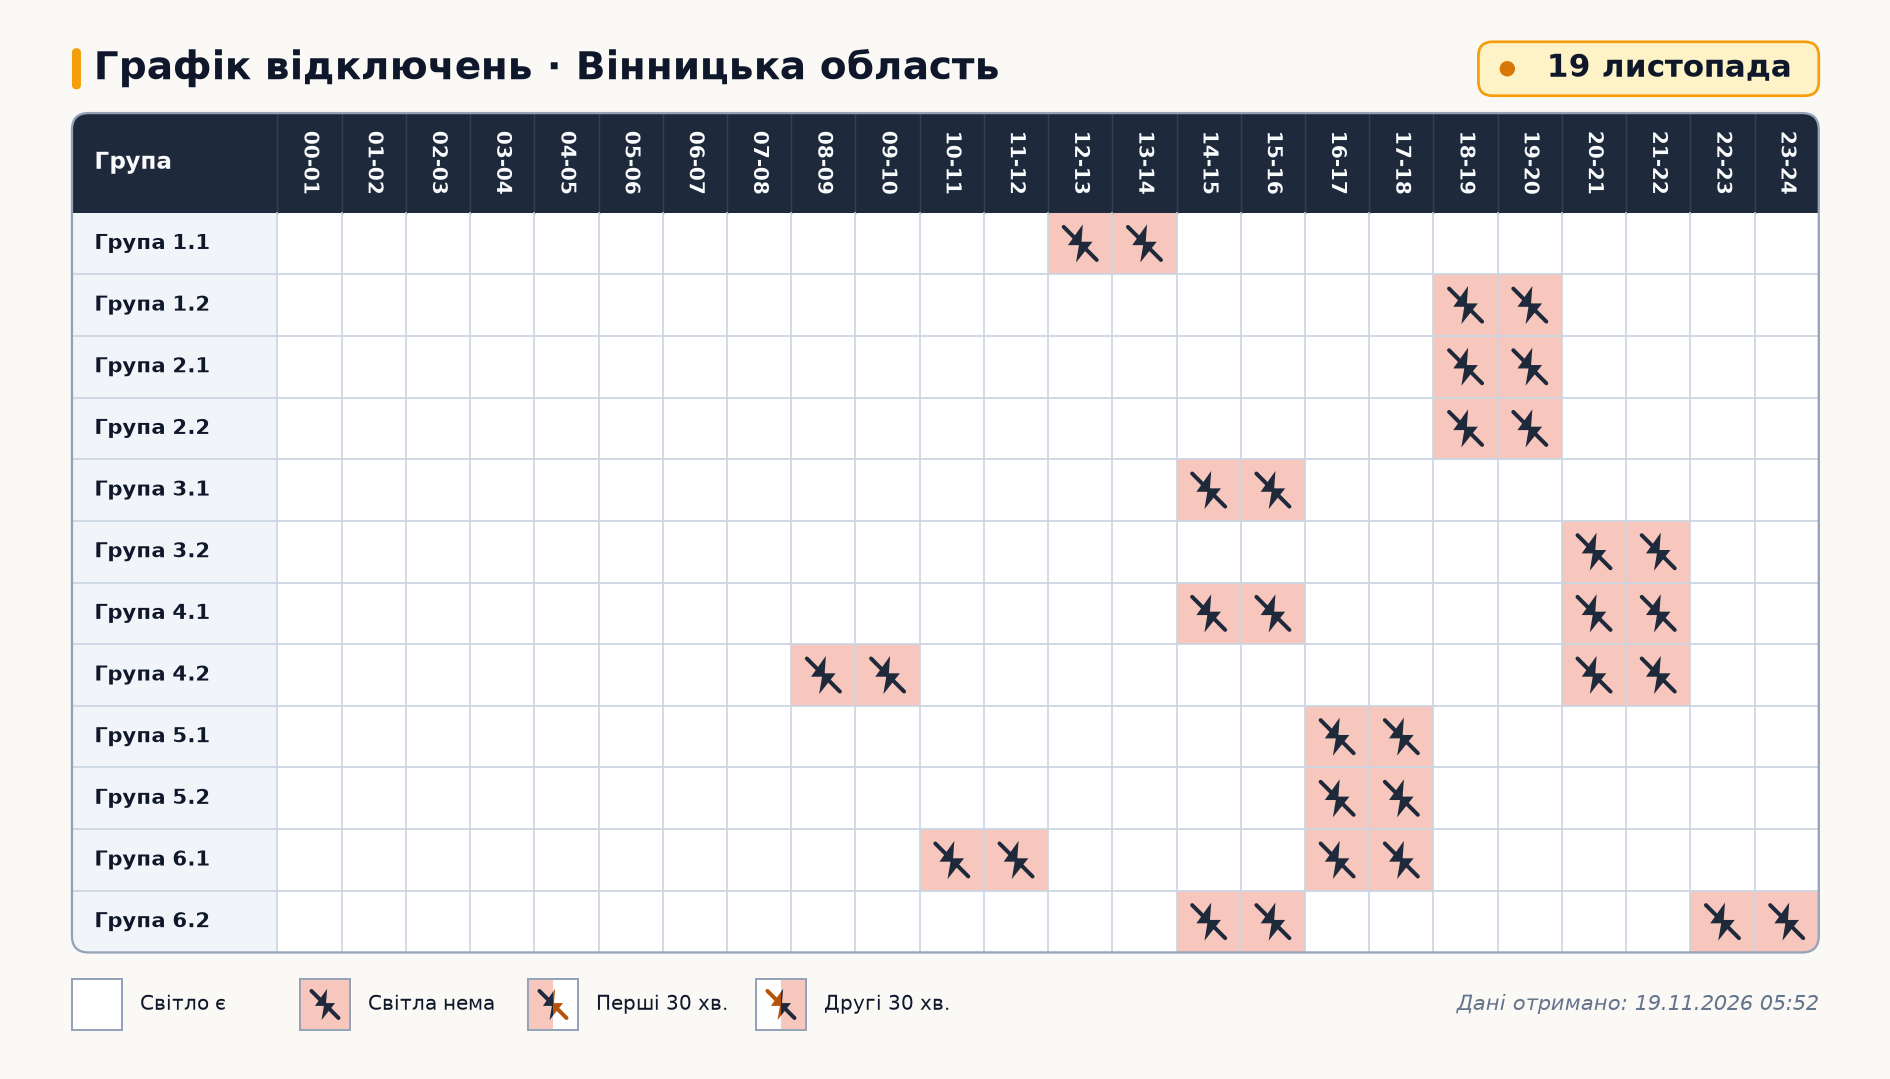 Графік відключень · Вінницька область
19 листопада
Група 00-01 01-02 02-03 03-04 04-05 05-06 06-07 07-08 08-09 09-10 10-11 11-12 12-13 13-14 14-15 15-16 16-17 17-18 18-19 19-20 20-21 21-22 22-23 23-24
Група 1.1
Група 1.2
Група 2.1
Група 2.2
Група 3.1
Група 3.2
Група 4.1
Група 4.2
Група 5.1
Група 5.2
Група 6.1
Група 6.2
Світло є Світла нема Перші 30 хв. Другі 30 хв.
Дані отримано: 19.11.2026 05:52